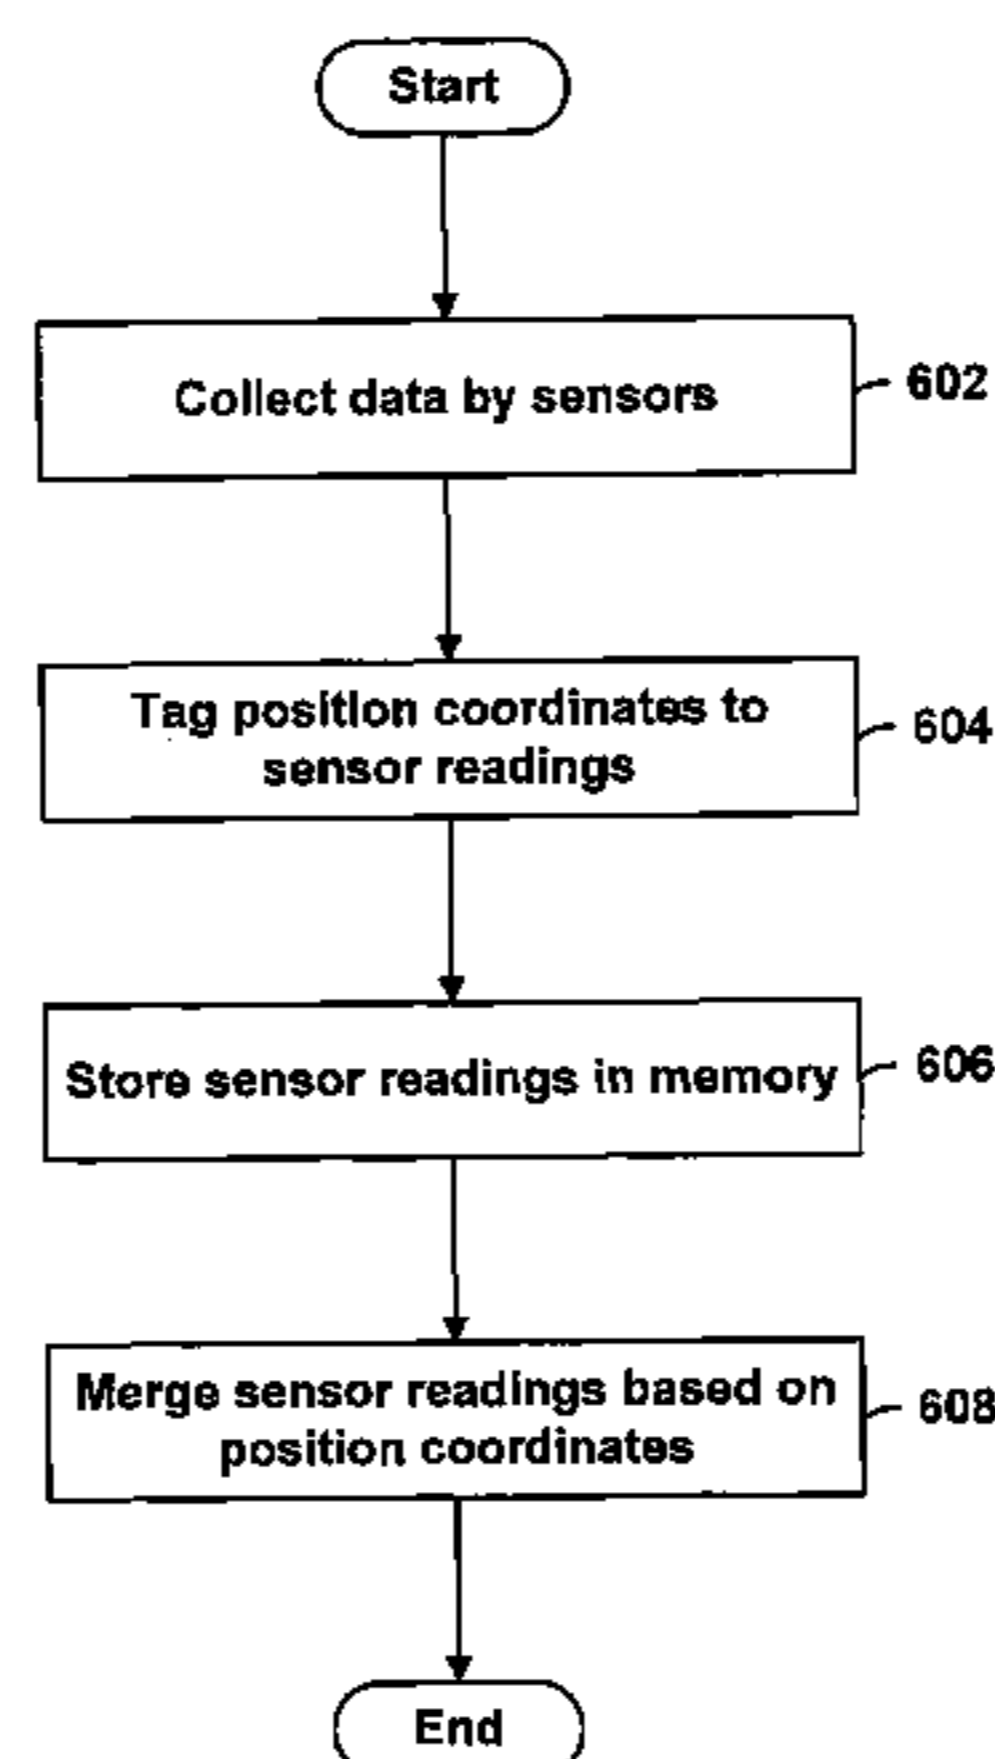 Start
Collect data by sensors
602
Tag position coordinates to
sensor readings
604
Store sensor readings in memory
606
Merge sensor readings based on
position coordinates
608
End